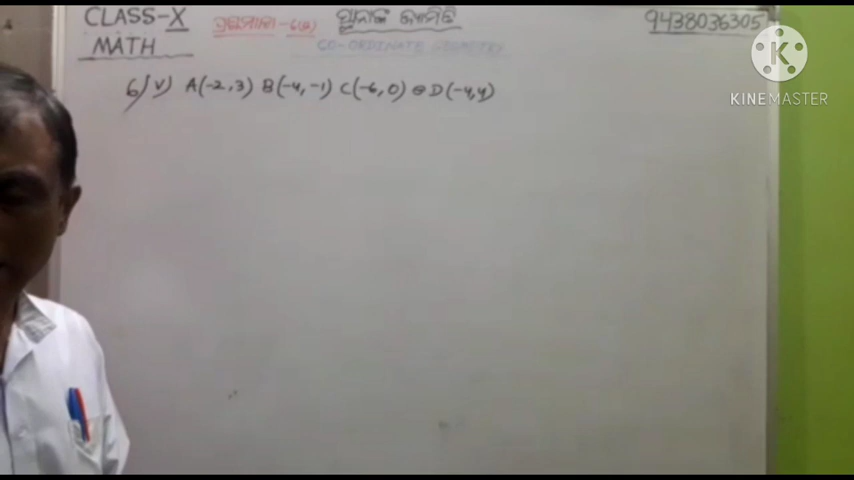 CLASS-X
MATH
ସ୍ଥାନାଙ୍କ ଜ୍ୟାମିତି
CO-ORDINATE GEOMETRY
9438036305
KINEMASTER
6) v) A(-2,3) B(-4,-1) C(-6,0) ଓ D(-4,4)